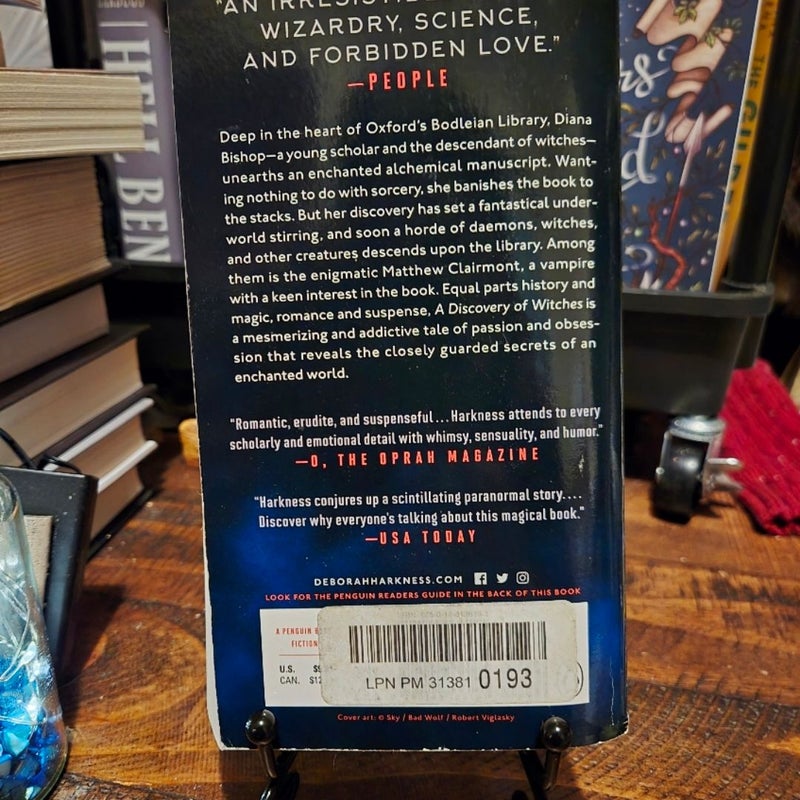 "AN
WIZARDRY, SCIENCE,
AND FORBIDDEN LOVE."
—PEOPLE
Deep in the heart of Oxford's Bodleian Library, Diana
Bishop—a young scholar and the descendant of witches—
unearths an enchanted alchemical manuscript. Want-
ing nothing to do with sorcery, she banishes the book to
the stacks. But her discovery has set a fantastical under-
world stirring, and soon a horde of daemons, witches,
and other creatures descends upon the library. Among
them is the enigmatic Matthew Clairmont, a vampire
with a keen interest in the book. Equal parts history and
magic, romance and suspense, A Discovery of Witches is
a mesmerizing and addictive tale of passion and obses-
sion that reveals the closely guarded secrets of an
enchanted world.
"Romantic, erudite, and suspenseful . . . Harkness attends to every
scholarly and emotional detail with whimsy, sensuality, and humor."
—O, THE OPRAH MAGAZINE
"Harkness conjures up a scintillating paranormal story. . . .
Discover why everyone's talking about this magical book."
—USA TODAY
DEBORAHHARKNESS.COM
LOOK FOR THE PENGUIN READERS GUIDE IN THE BACK OF THIS BOOK
A PENGUIN
FICTION
U.S.
CAN.
LPN PM 31381 0193
Cover art: © Sky / Bad Wolf / Robert Viglasky
HELL BEN